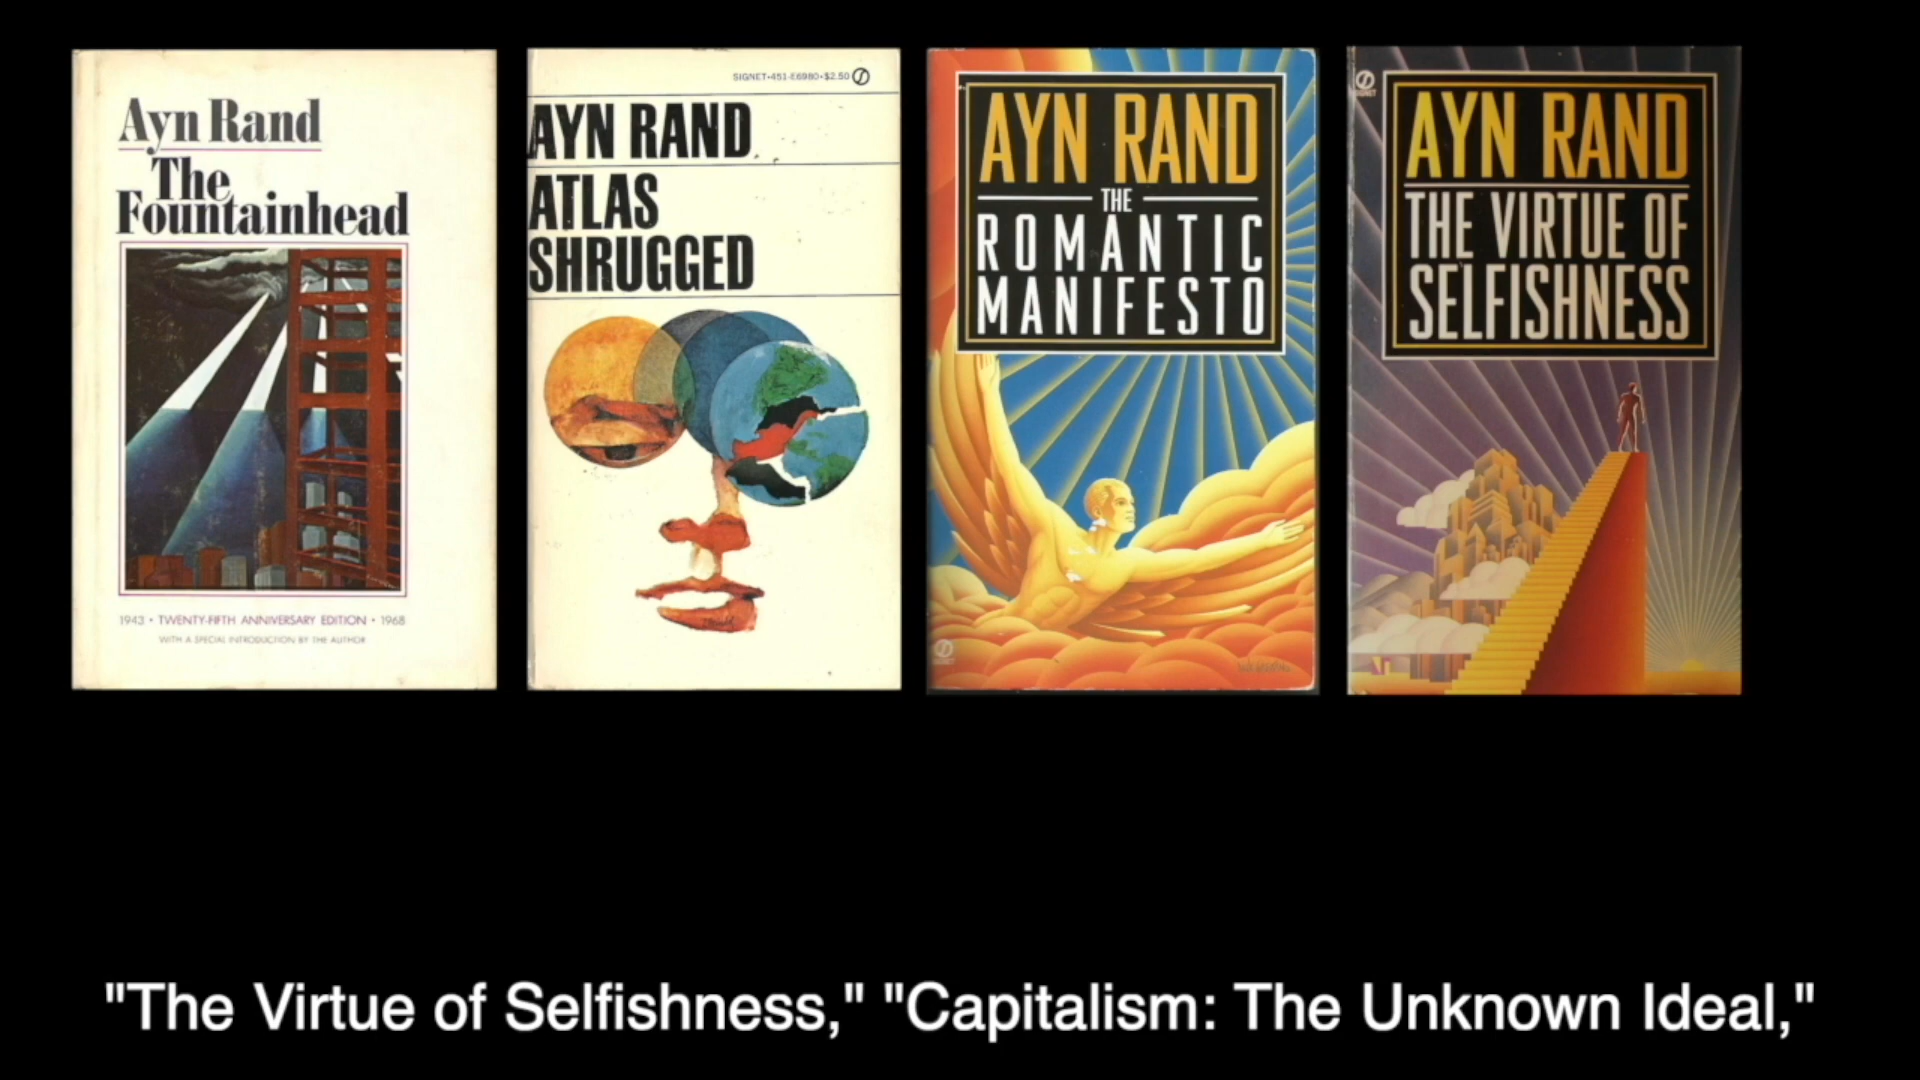 Ayn Rand
The
Fountainhead
1943 • TWENTY-FIFTH ANNIVERSARY EDITION • 1968
WITH A SPECIAL INTRODUCTION BY THE AUTHOR
SIGNET•451-E6980•$2.50
AYN RAND
ATLAS
SHRUGGED
AYN RAND
THE
ROMANTIC
MANIFESTO
SIGNET
AYN RAND
THE VIRTUE OF
SELFISHNESS
"The Virtue of Selfishness," "Capitalism: The Unknown Ideal,"